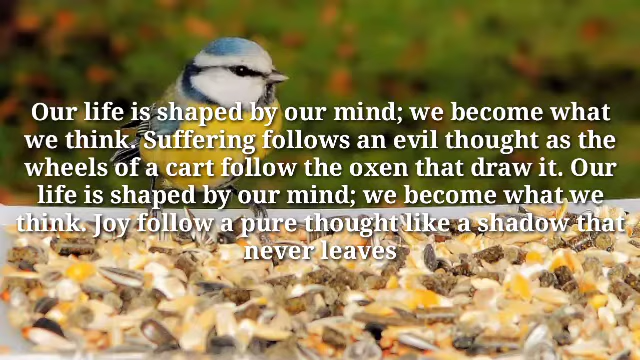 Our life is shaped by our mind; we become what
we think. Suffering follows an evil thought as the
wheels of a cart follow the oxen that draw it. Our
life is shaped by our mind; we become what we
think. Joy follow a pure thought like a shadow that
never leaves